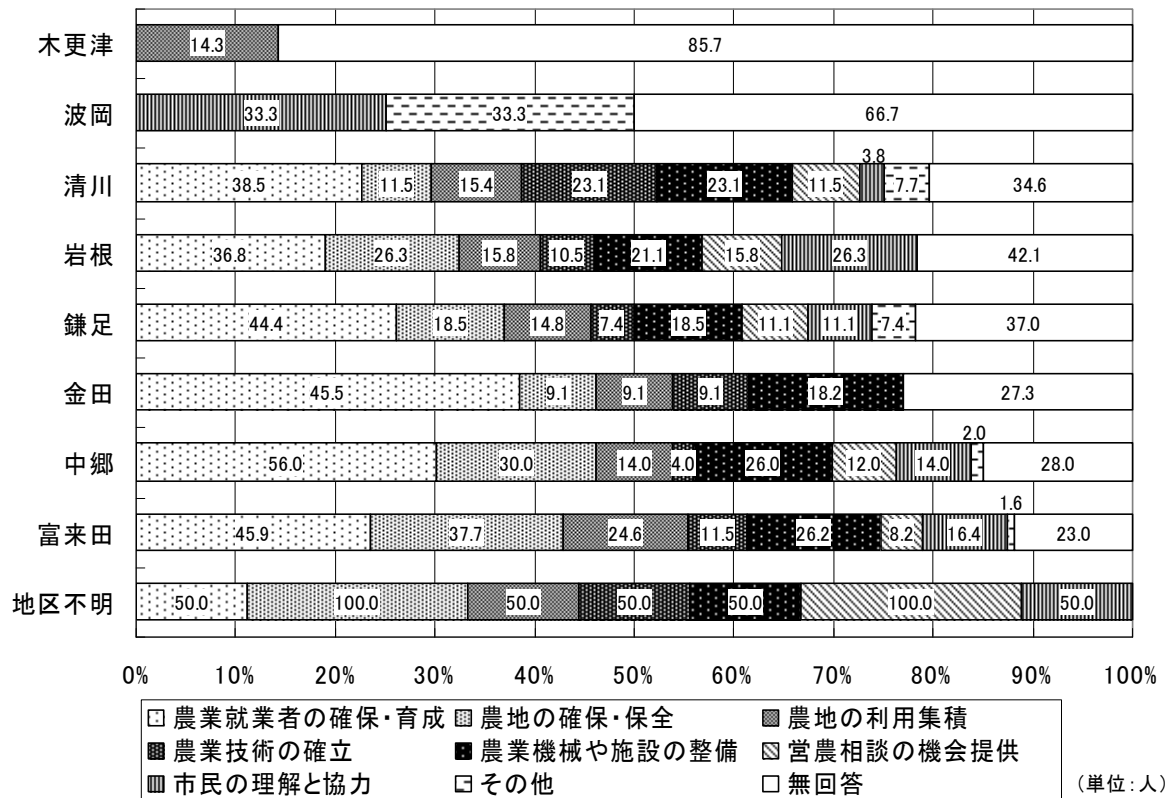 木更津 14.3 85.7
波岡 33.3 33.3 66.7
3.8
清川 38.5 11.5 15.4 23.1 23.1 11.5 7.7 34.6
岩根 36.8 26.3 15.8 10.5 21.1 15.8 26.3 42.1
鎌足 44.4 18.5 14.8 7.4 18.5 11.1 11.1 7.4 37.0
金田 45.5 9.1 9.1 9.1 18.2 27.3
2.0
中郷 56.0 30.0 14.0 4.0 26.0 12.0 14.0 28.0
1.6
富来田 45.9 37.7 24.6 11.5 26.2 8.2 16.4 23.0
地区不明 50.0 100.0 50.0 50.0 50.0 100.0 50.0
0% 10% 20% 30% 40% 50% 60% 70% 80% 90% 100%
農業就業者の確保・育成 農地の確保・保全 農地の利用集積
農業技術の確立 農業機械や施設の整備 営農相談の機会提供
市民の理解と協力 その他 無回答
(単位:人)